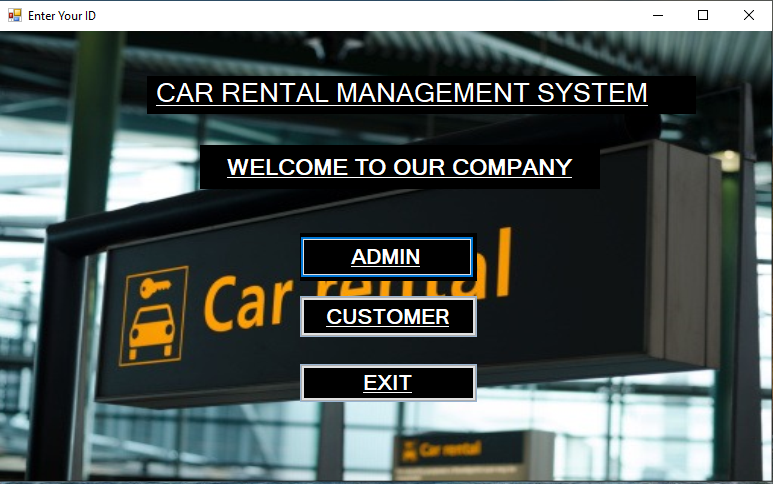 Enter Your ID
CAR RENTAL MANAGEMENT SYSTEM
WELCOME TO OUR COMPANY
ADMIN
Car rental
CUSTOMER
EXIT
Car rental